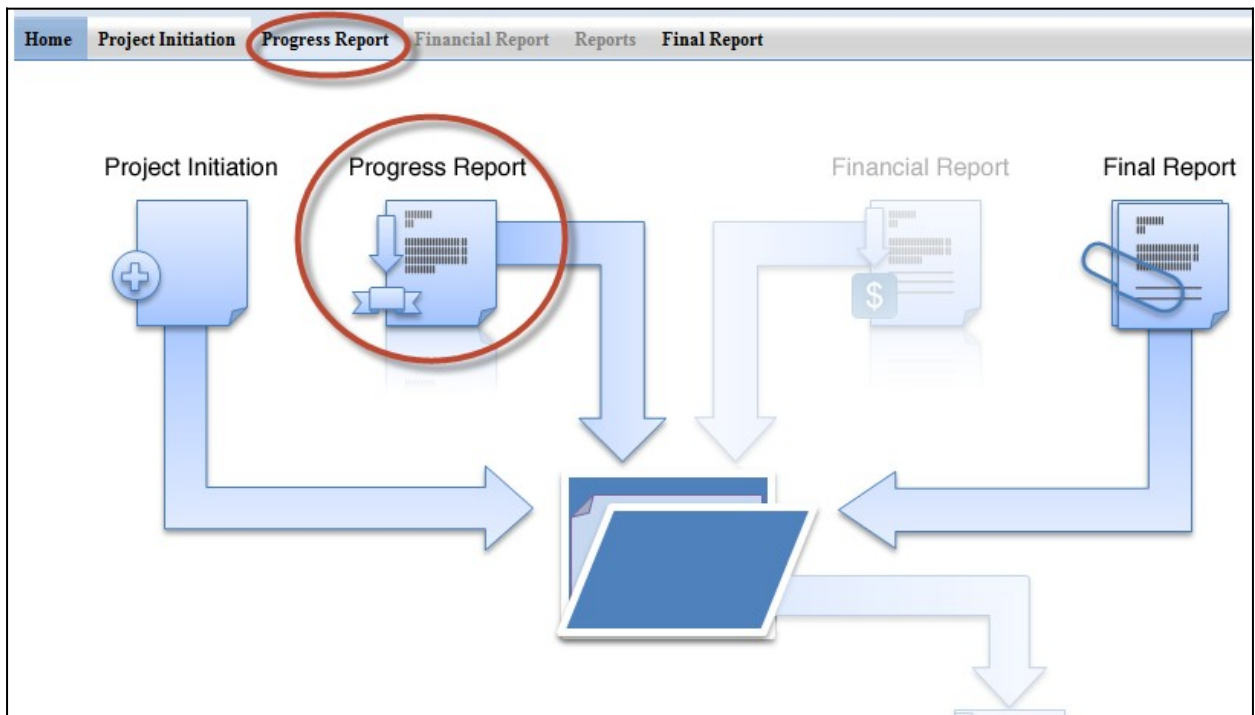 Home Project Initiation Progress Report Financial Report Reports Final Report
Project Initiation Progress Report Financial Report Final Report
$